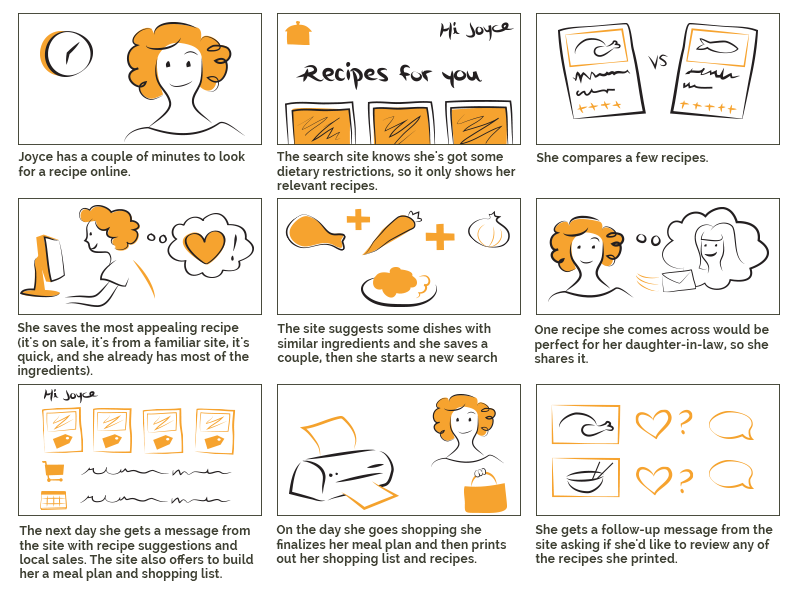 Joyce has a couple of minutes to look
for a recipe online.
Hi Joyce
Recipes for you
The search site knows she's got some
dietary restrictions, so it only shows her
relevant recipes.
VS
She compares a few recipes.
She saves the most appealing recipe
(it's on sale, it's from a familiar site, it's
quick, and she already has most of the
ingredients).
The site suggests some dishes with
similar ingredients and she saves a
couple, then she starts a new search
One recipe she comes across would be
perfect for her daughter-in-law, so she
shares it.
Hi Joyce
The next day she gets a message from
the site with recipe suggestions and
local sales. The site also offers to build
her a meal plan and shopping list.
On the day she goes shopping she
finalizes her meal plan and then prints
out her shopping list and recipes.
? 
?
She gets a follow-up message from the
site asking if she'd like to review any of
the recipes she printed.